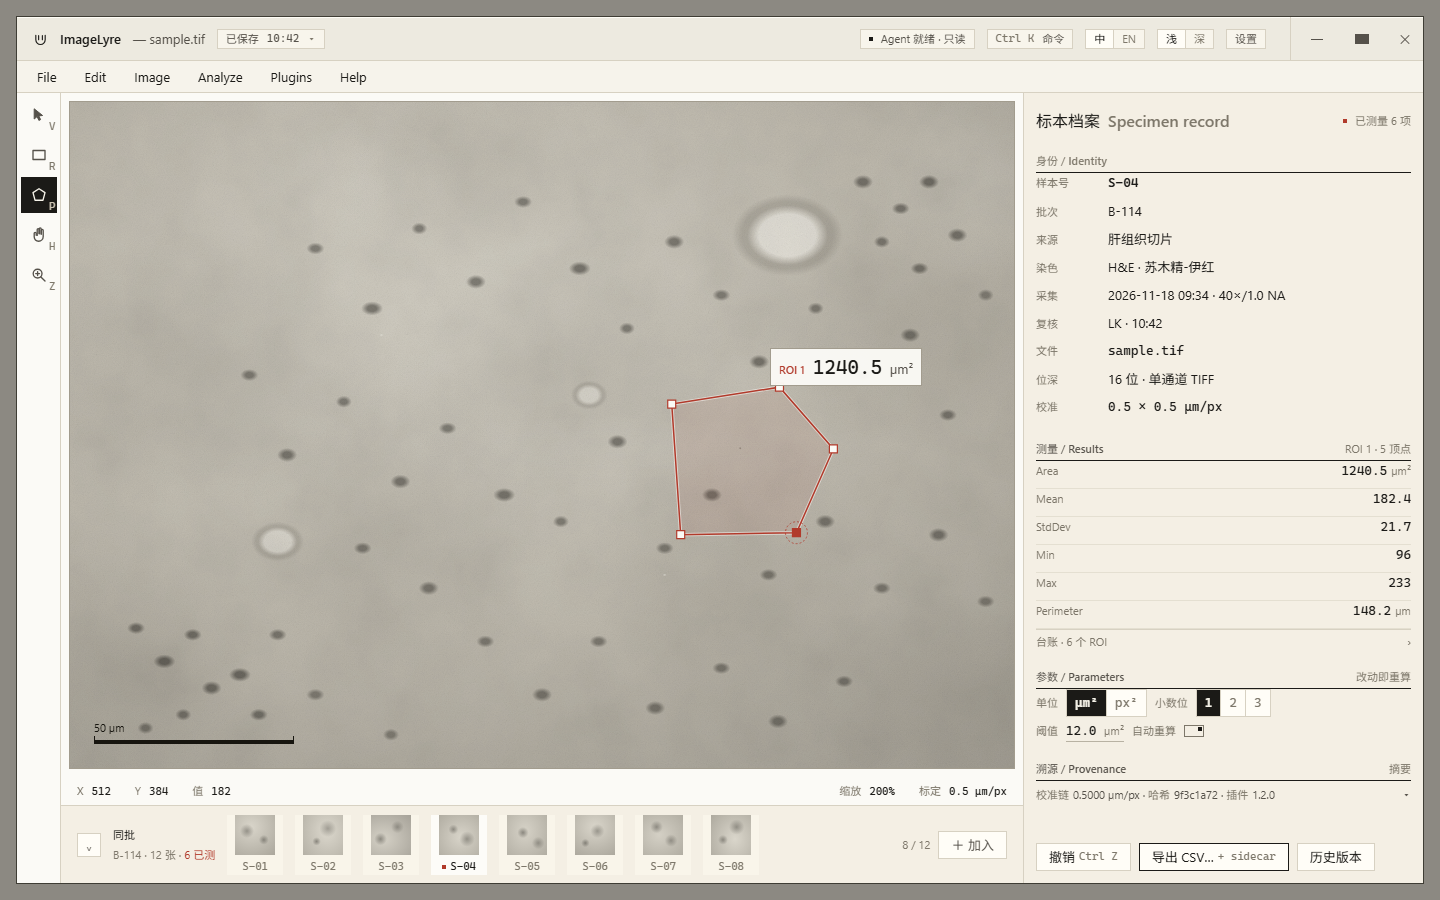 ImageLyre — sample.tif 已保存 10:42
Agent 就绪 · 只读 Ctrl K 命令 中 EN 浅 深 设置
File Edit Image Analyze Plugins Help
V
R
P
H
Z
ROI 1 1240.5 µm²
50 µm
X 512 Y 384 值 182 缩放 200% 标定 0.5 µm/px
同批
B-114 · 12 张 · 6 已测
S-01 S-02 S-03 S-04 S-05 S-06 S-07 S-08
8 / 12 加入
标本档案 Specimen record 已测量 6 项
身份 / Identity
样本号 S-04
批次 B-114
来源 肝组织切片
染色 H&E · 苏木精-伊红
采集 2026-11-18 09:34 · 40×/1.0 NA
复核 LK · 10:42
文件 sample.tif
位深 16 位 · 单通道 TIFF
校准 0.5 × 0.5 µm/px
测量 / Results ROI 1 · 5 顶点
Area 1240.5 µm²
Mean 182.4
StdDev 21.7
Min 96
Max 233
Perimeter 148.2 µm
台账 · 6 个 ROI ›
参数 / Parameters 改动即重算
单位 µm² px² 小数位 1 2 3
阈值 12.0 µm² 自动重算
溯源 / Provenance 摘要
校准链 0.5000 µm/px · 哈希 9f3c1a72 · 插件 1.2.0
撤销 Ctrl Z 导出 CSV... + sidecar 历史版本